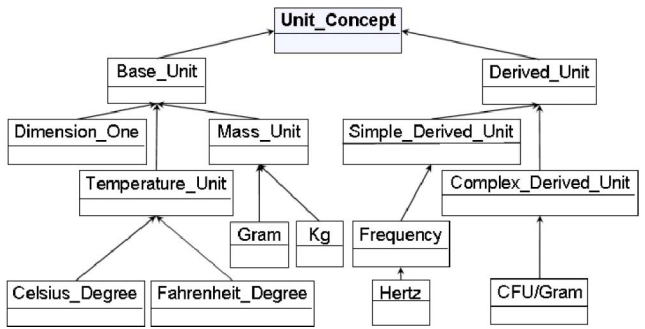 Unit_Concept
Base_Unit
Derived_Unit
Dimension_One
Mass_Unit
Simple_Derived_Unit
Temperature_Unit
Complex_Derived_Unit
Gram
Kg
Frequency
Celsius_Degree
Fahrenheit_Degree
Hertz
CFU/Gram